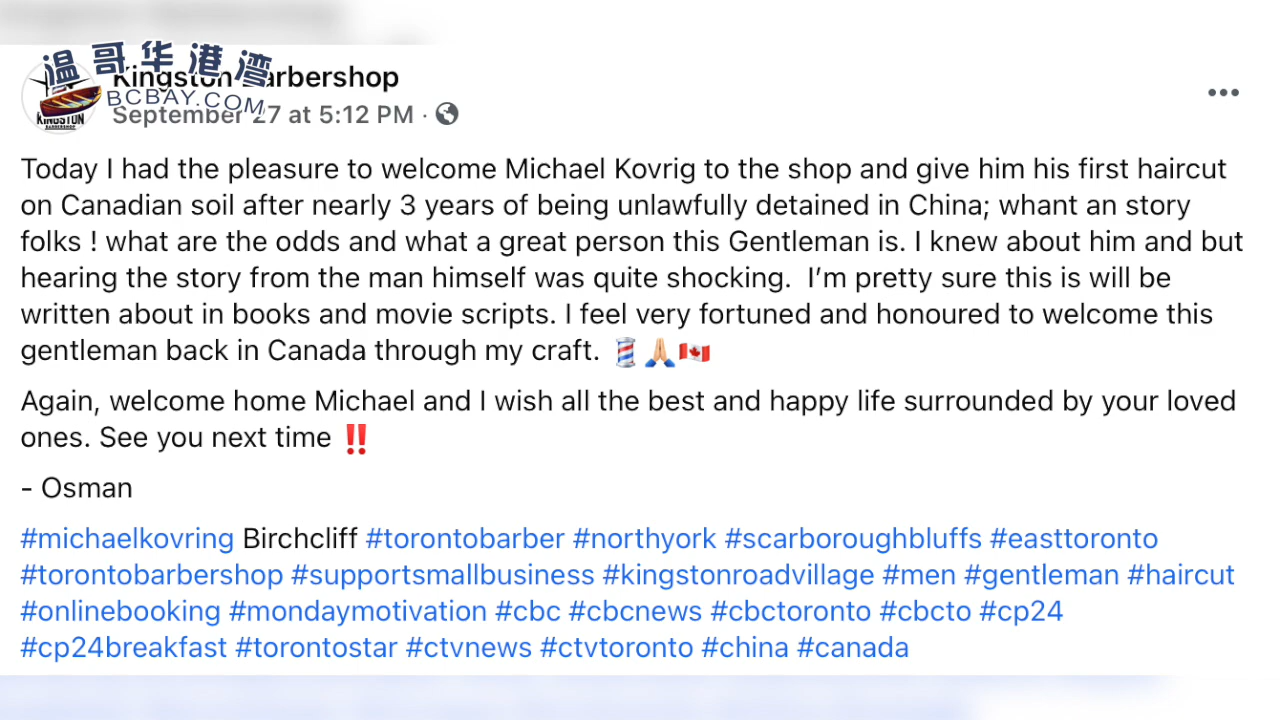 温哥华港湾
BCBAY.COM
Kingston Barbershop
September 27 at 5:12 PM ·
KINGSTON
BARBERSHOP
Today I had the pleasure to welcome Michael Kovrig to the shop and give him his first haircut
on Canadian soil after nearly 3 years of being unlawfully detained in China; whant an story
folks ! what are the odds and what a great person this Gentleman is. I knew about him and but
hearing the story from the man himself was quite shocking.  I’m pretty sure this is will be
written about in books and movie scripts. I feel very fortuned and honoured to welcome this
gentleman back in Canada through my craft. 💈🙏🏼🇨🇦
Again, welcome home Michael and I wish all the best and happy life surrounded by your loved
ones. See you next time ‼️
- Osman
#michaelkovring Birchcliff #torontobarber #northyork #scarboroughbluffs #easttoronto
#torontobarbershop #supportsmallbusiness #kingstonroadvillage #men #gentleman #haircut
#onlinebooking #mondaymotivation #cbc #cbcnews #cbctoronto #cbcto #cp24
#cp24breakfast #torontostar #ctvnews #ctvtoronto #china #canada